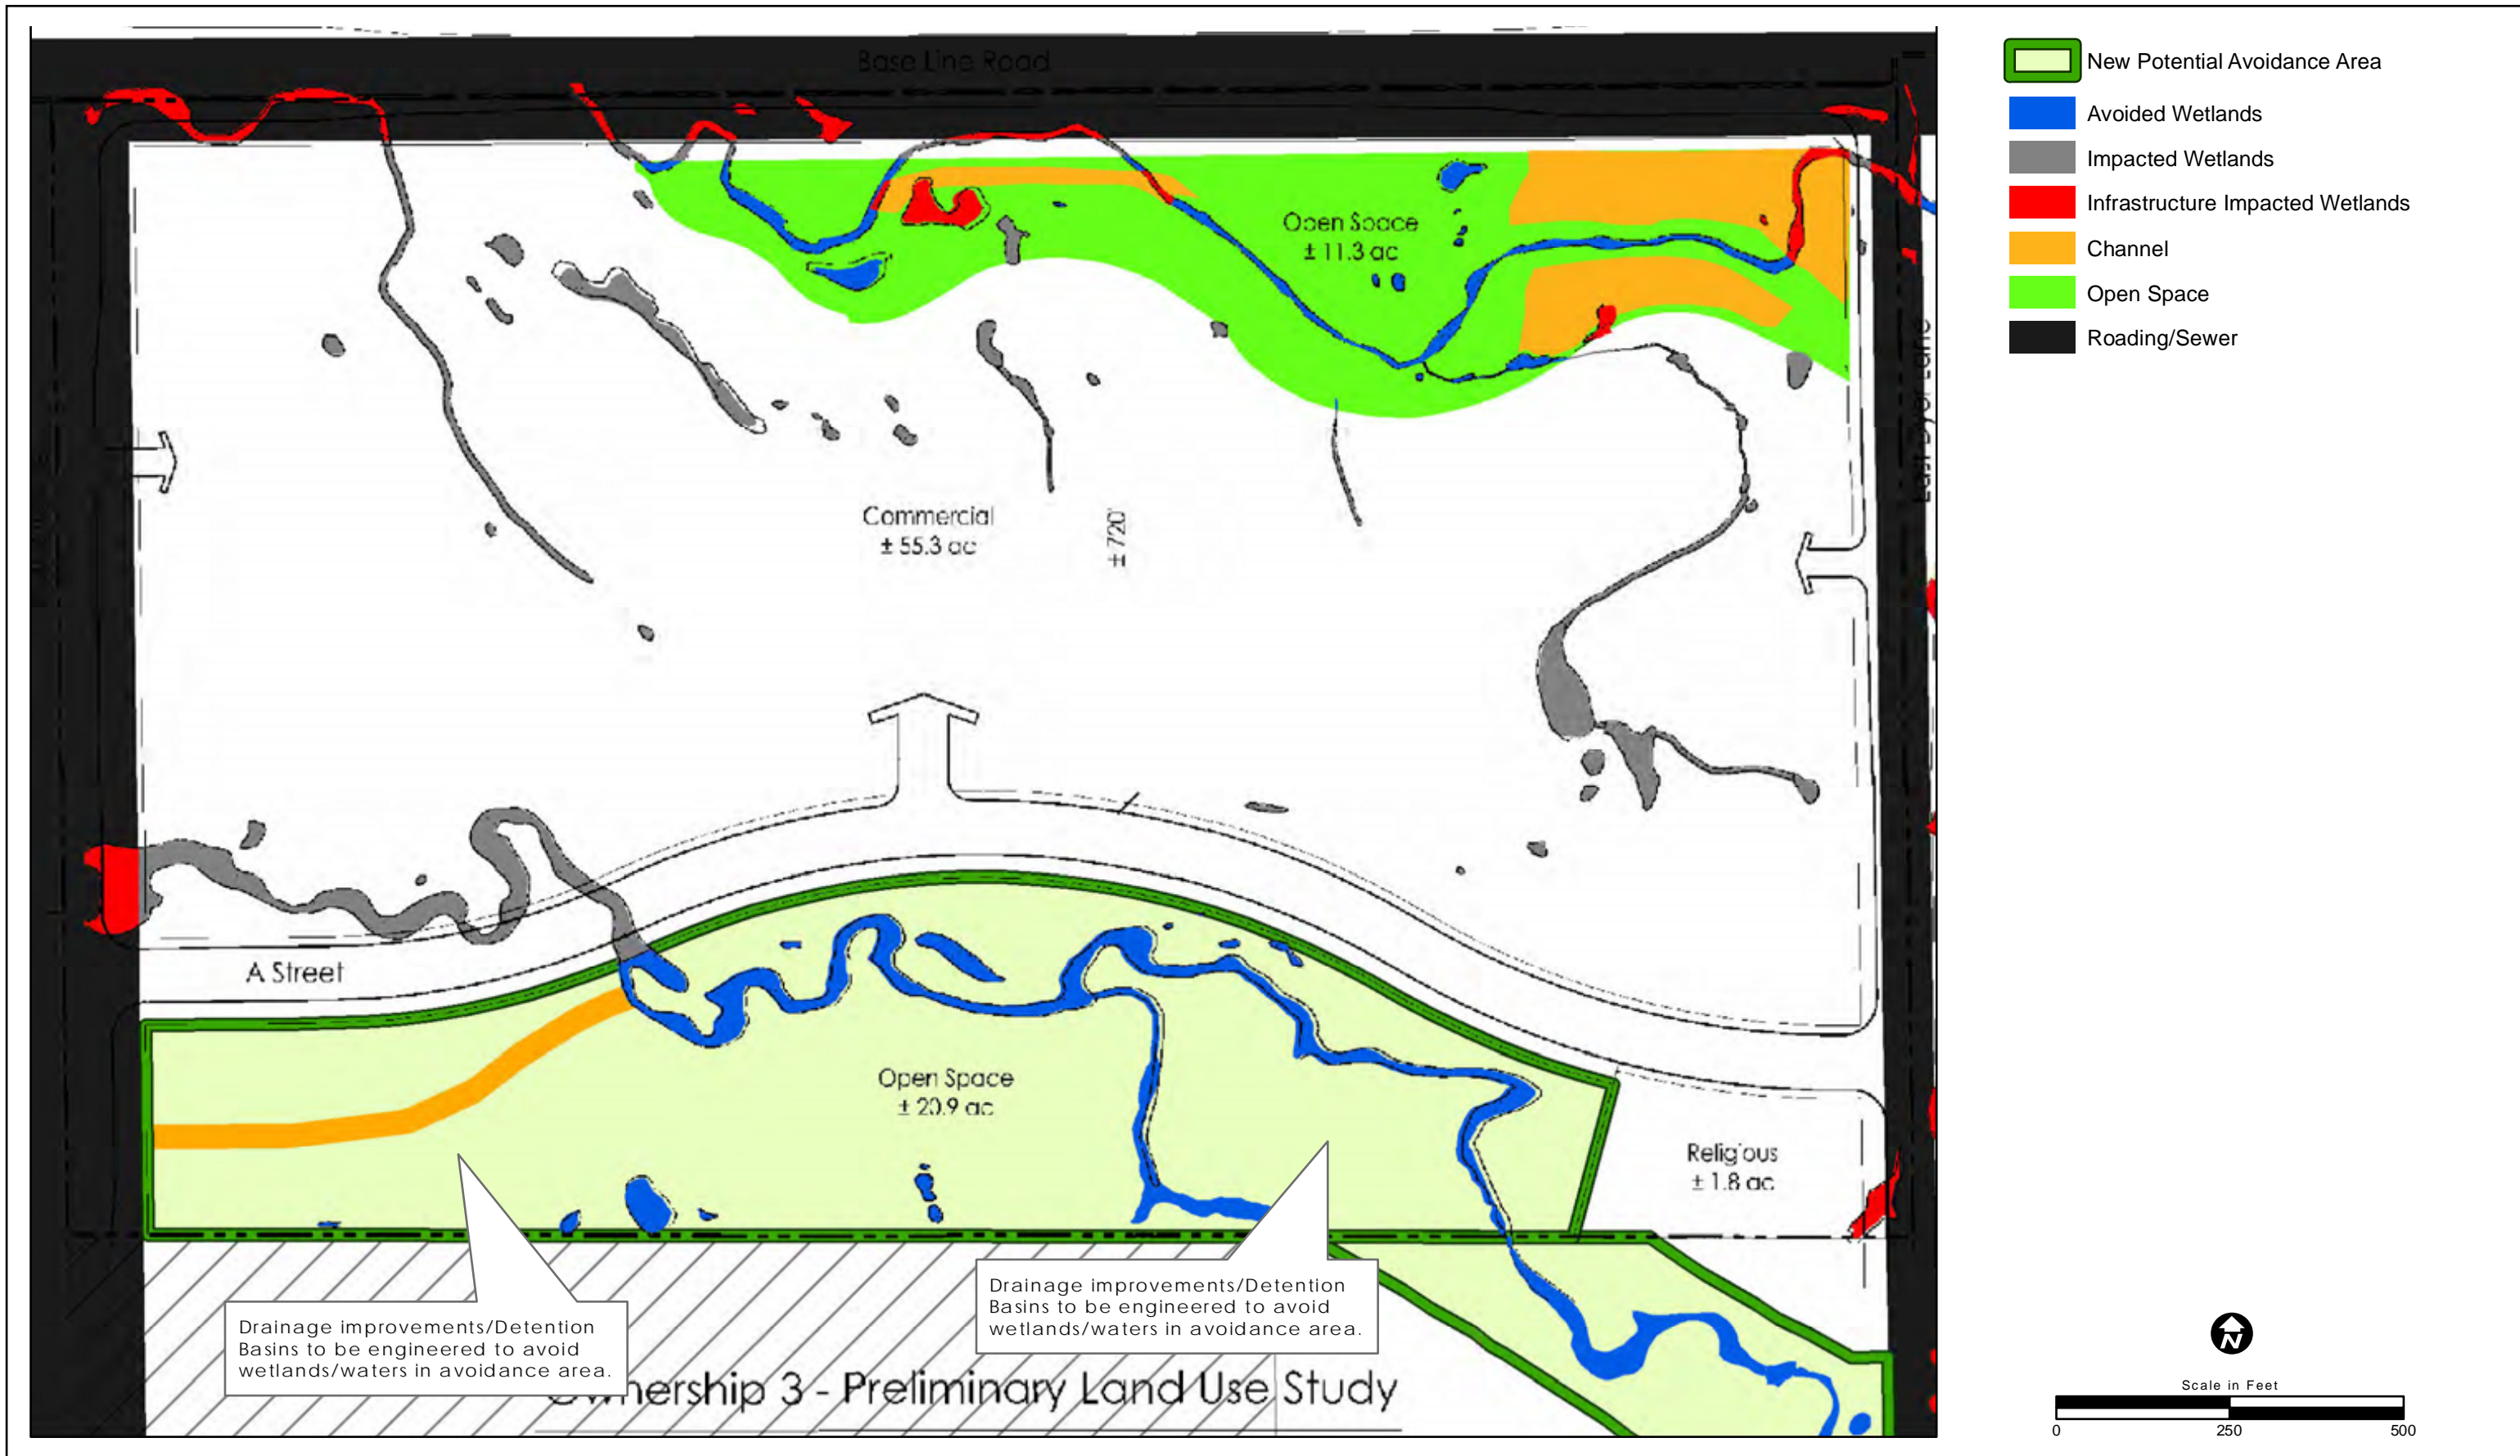 Base Line Road
New Potential Avoidance Area
Avoided Wetlands
Impacted Wetlands
Infrastructure Impacted Wetlands
Channel
Open Space
Roading/Sewer
Open Space
± 11.3 ac
East Dyer Lane
Commercial
± 55.3 ac
± 720'
A Street
Open Space
± 20.9 ac
Religious
± 1.8 ac
Drainage improvements/Detention
Basins to be engineered to avoid
wetlands/waters in avoidance area.
Drainage improvements/Detention
Basins to be engineered to avoid
wetlands/waters in avoidance area.
Ownership 3 - Preliminary Land Use Study
N
Scale in Feet
0 250 500